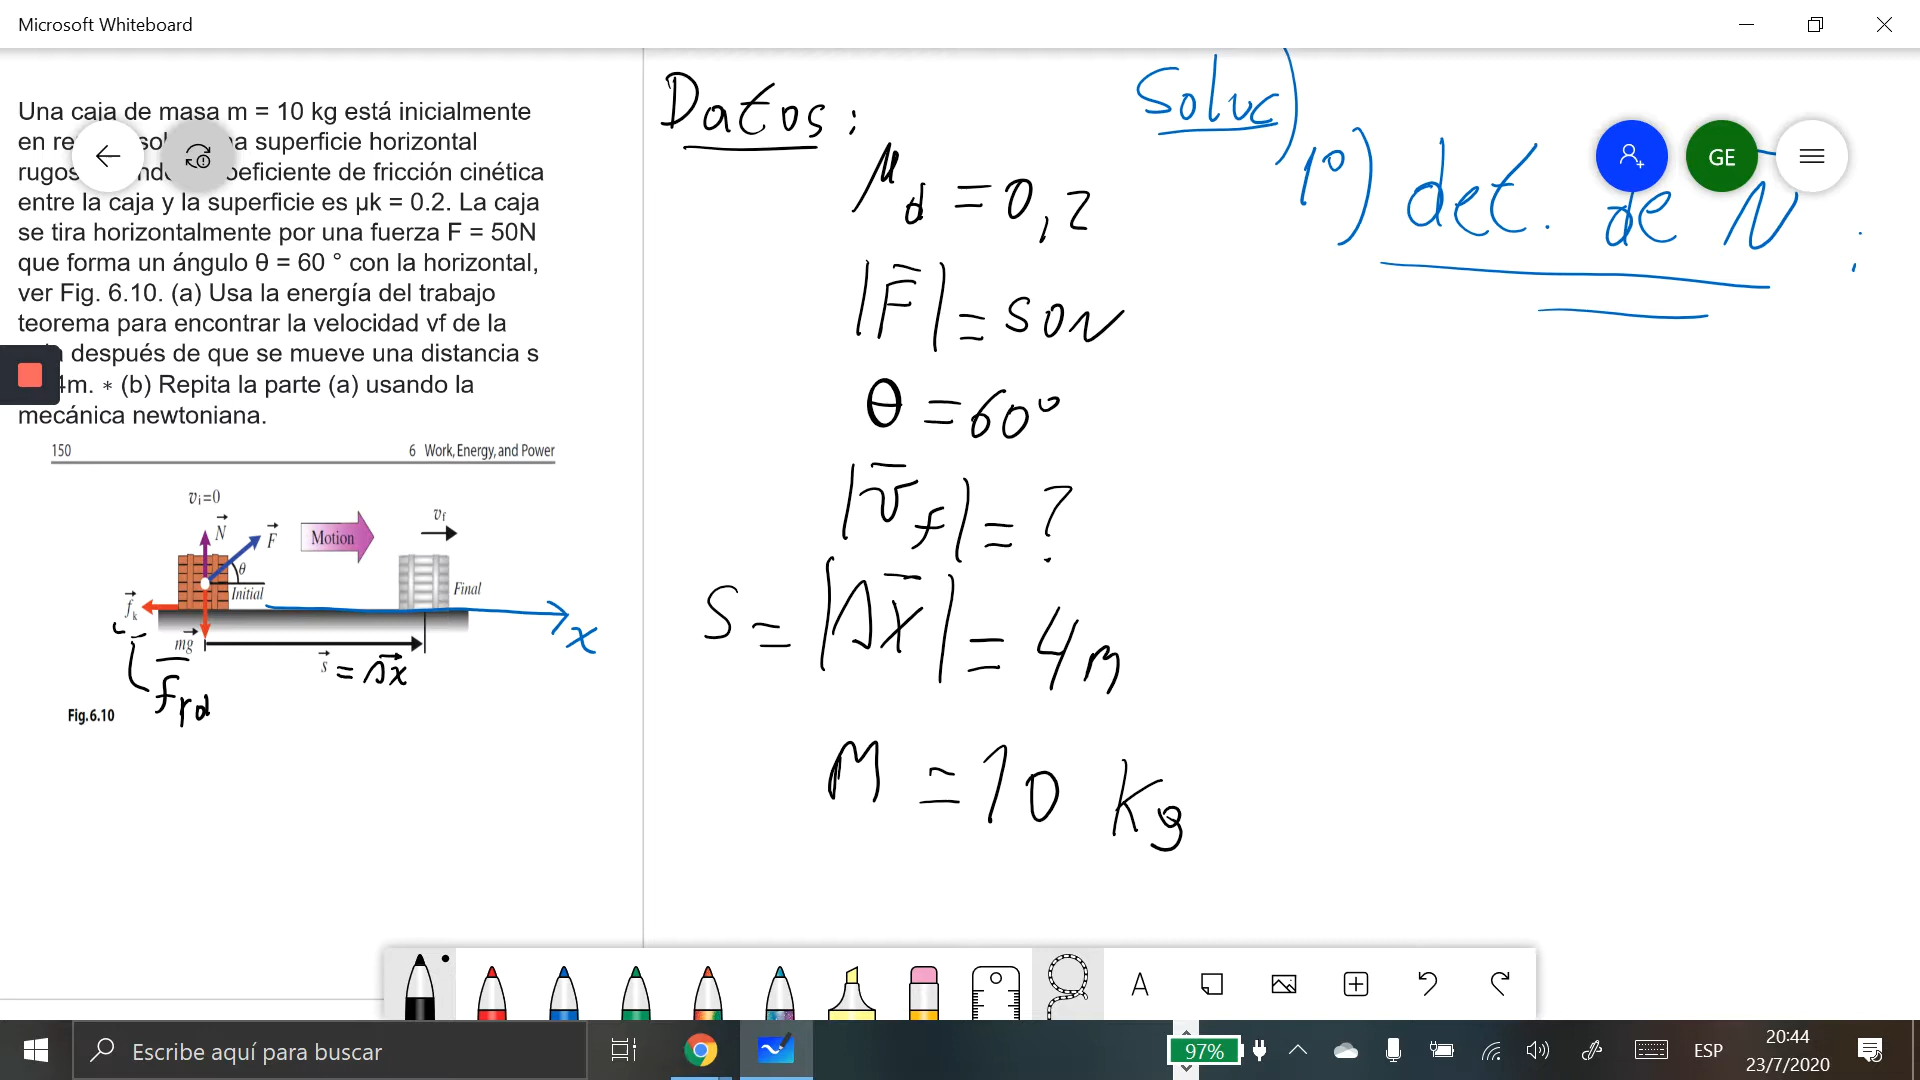 Microsoft Whiteboard
Una caja de masa m = 10 kg está inicialmente
en re so a superficie horizontal
rugos nd oeficiente de fricción cinética
entre la caja y la superficie es μk = 0.2. La caja
se tira horizontalmente por una fuerza F = 50N
que forma un ángulo θ = 60 ° con la horizontal,
ver Fig. 6.10. (a) Usa la energía del trabajo
teorema para encontrar la velocidad vf de la
después de que se mueve una distancia s
4m. ∗ (b) Repita la parte (a) usando la
mecánica newtoniana.
150 6 Work, Energy, and Power
vi=0
N
F
θ
Motion
vf
Initial
Final
fk
mg
s = Δx
frd
x
Fig.6.10
Datos:
μd = 0,2
|F| = 50N
θ = 60°
|vf| = ?
S = |Δx| = 4m
M = 10 Kg
Soluc)
1°) det. de N :
GE
A
Escribe aquí para buscar
97%
ESP
20:44
23/7/2020